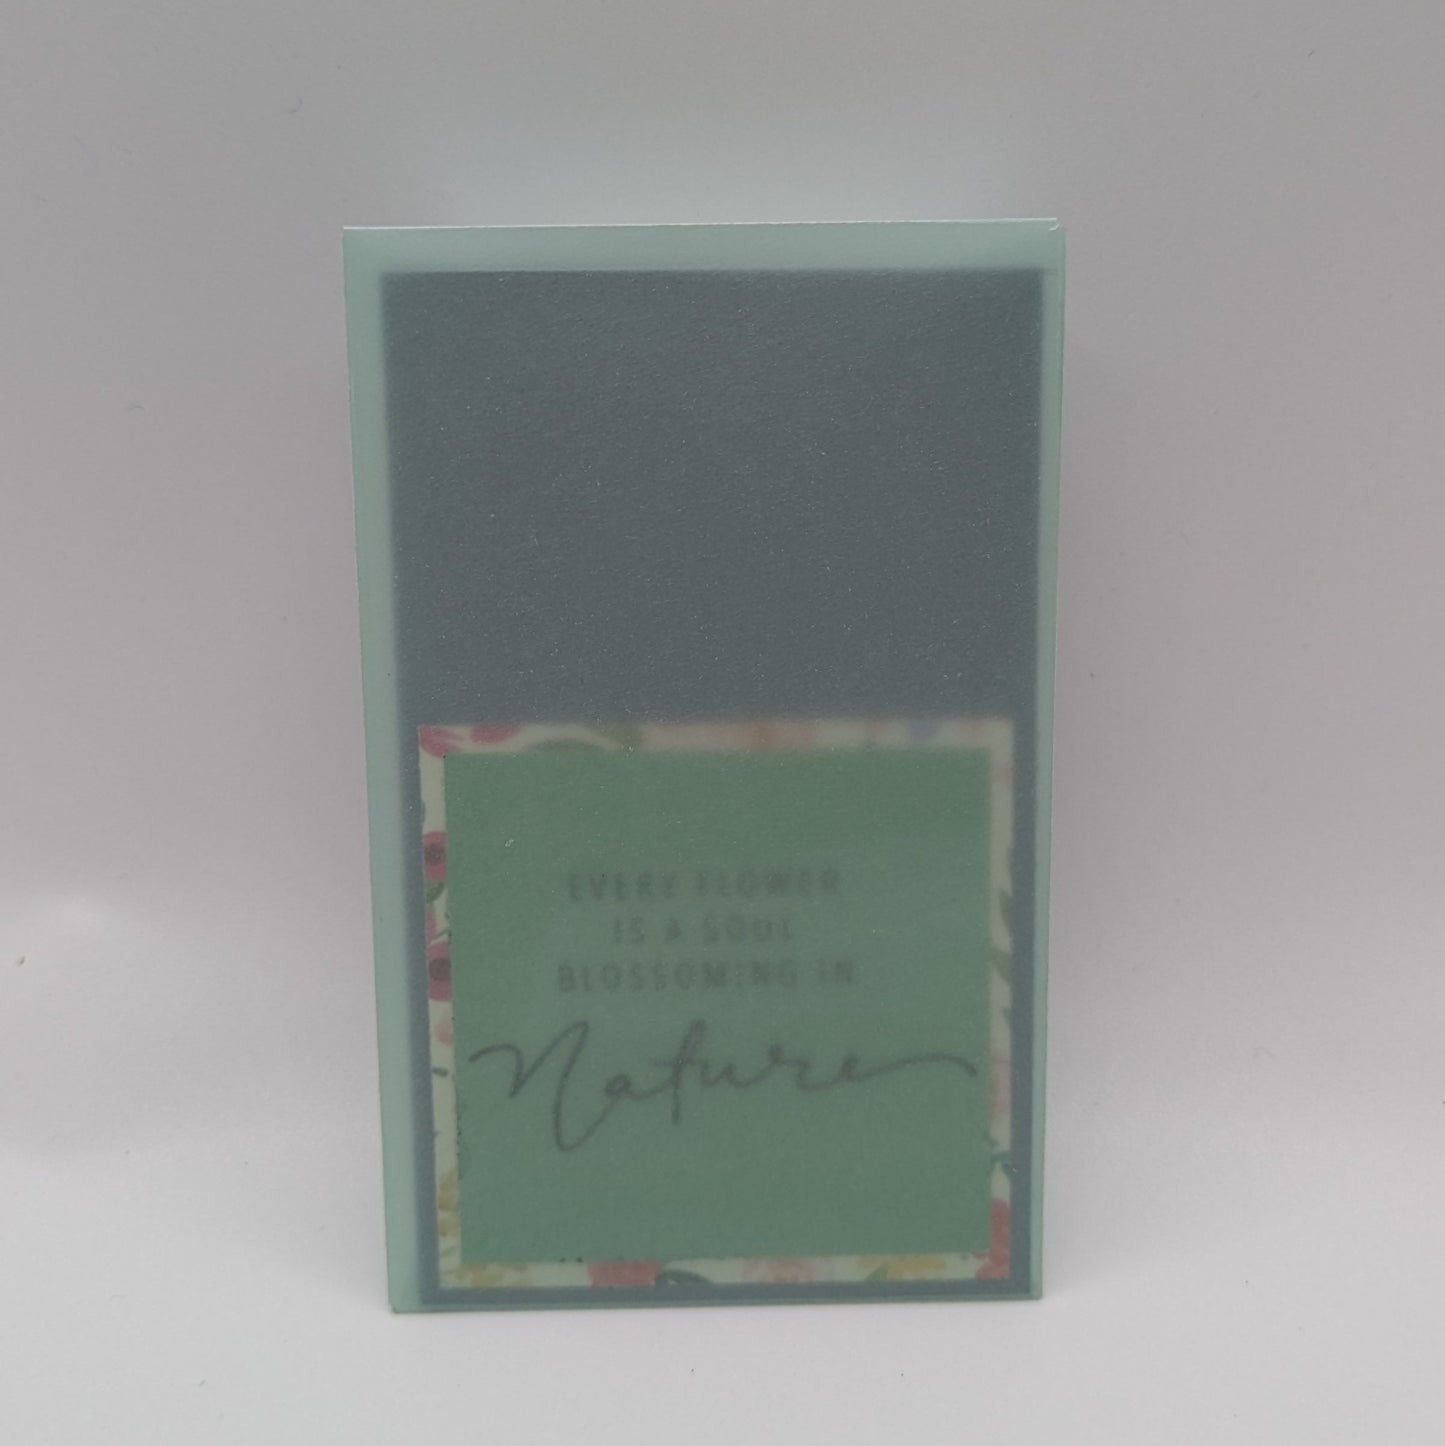 EVERY FLOWER
IS A SOUL
BLOSSOMING IN
Nature